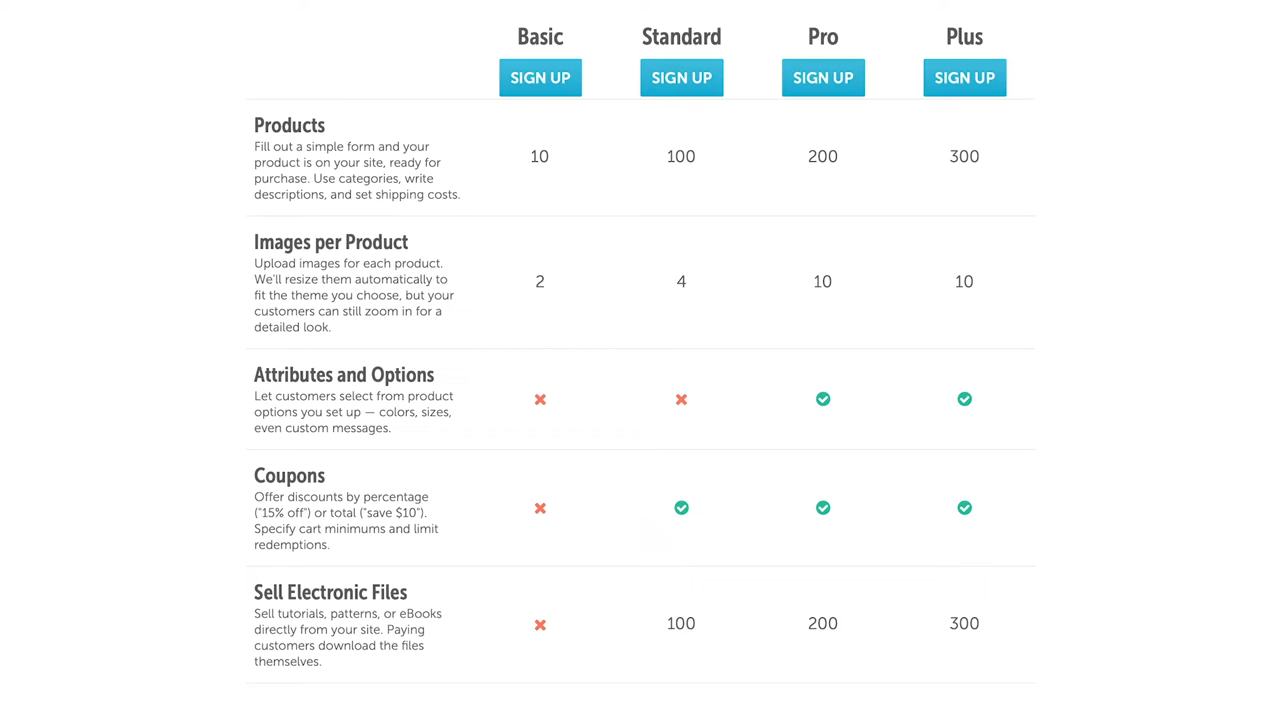 Basic Standard Pro Plus
SIGN UP SIGN UP SIGN UP SIGN UP
Products
Fill out a simple form and your
product is on your site, ready for
purchase. Use categories, write
descriptions, and set shipping costs.
10 100 200 300
Images per Product
Upload images for each product.
We'll resize them automatically to
fit the theme you choose, but your
customers can still zoom in for a
detailed look.
2 4 10 10
Attributes and Options
Let customers select from product
options you set up — colors, sizes,
even custom messages.
Coupons
Offer discounts by percentage
("15% off") or total ("save $10").
Specify cart minimums and limit
redemptions.
Sell Electronic Files
Sell tutorials, patterns, or eBooks
directly from your site. Paying
customers download the files
themselves.
100 200 300